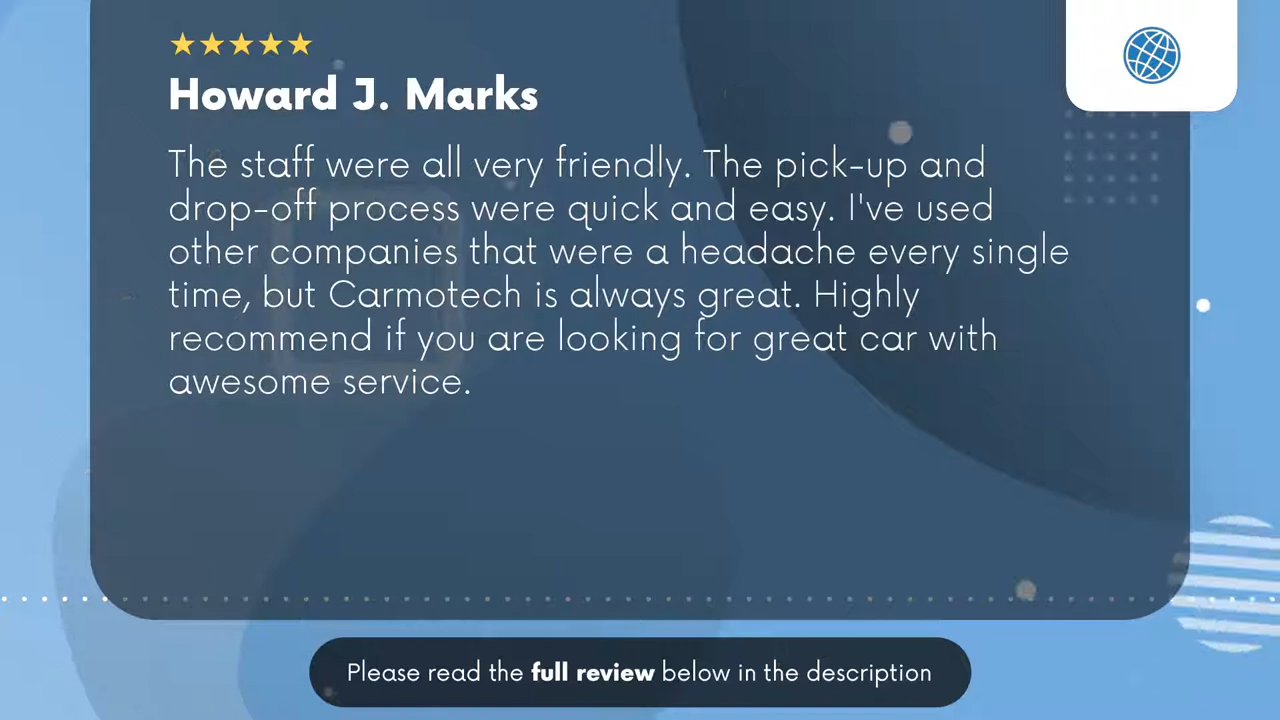 Howard J. Marks
The staff were all very friendly. The pick-up and
drop-off process were quick and easy. I've used
other companies that were a headache every single
time, but Carmotech is always great. Highly
recommend if you are looking for great car with
awesome service.
Please read the full review below in the description